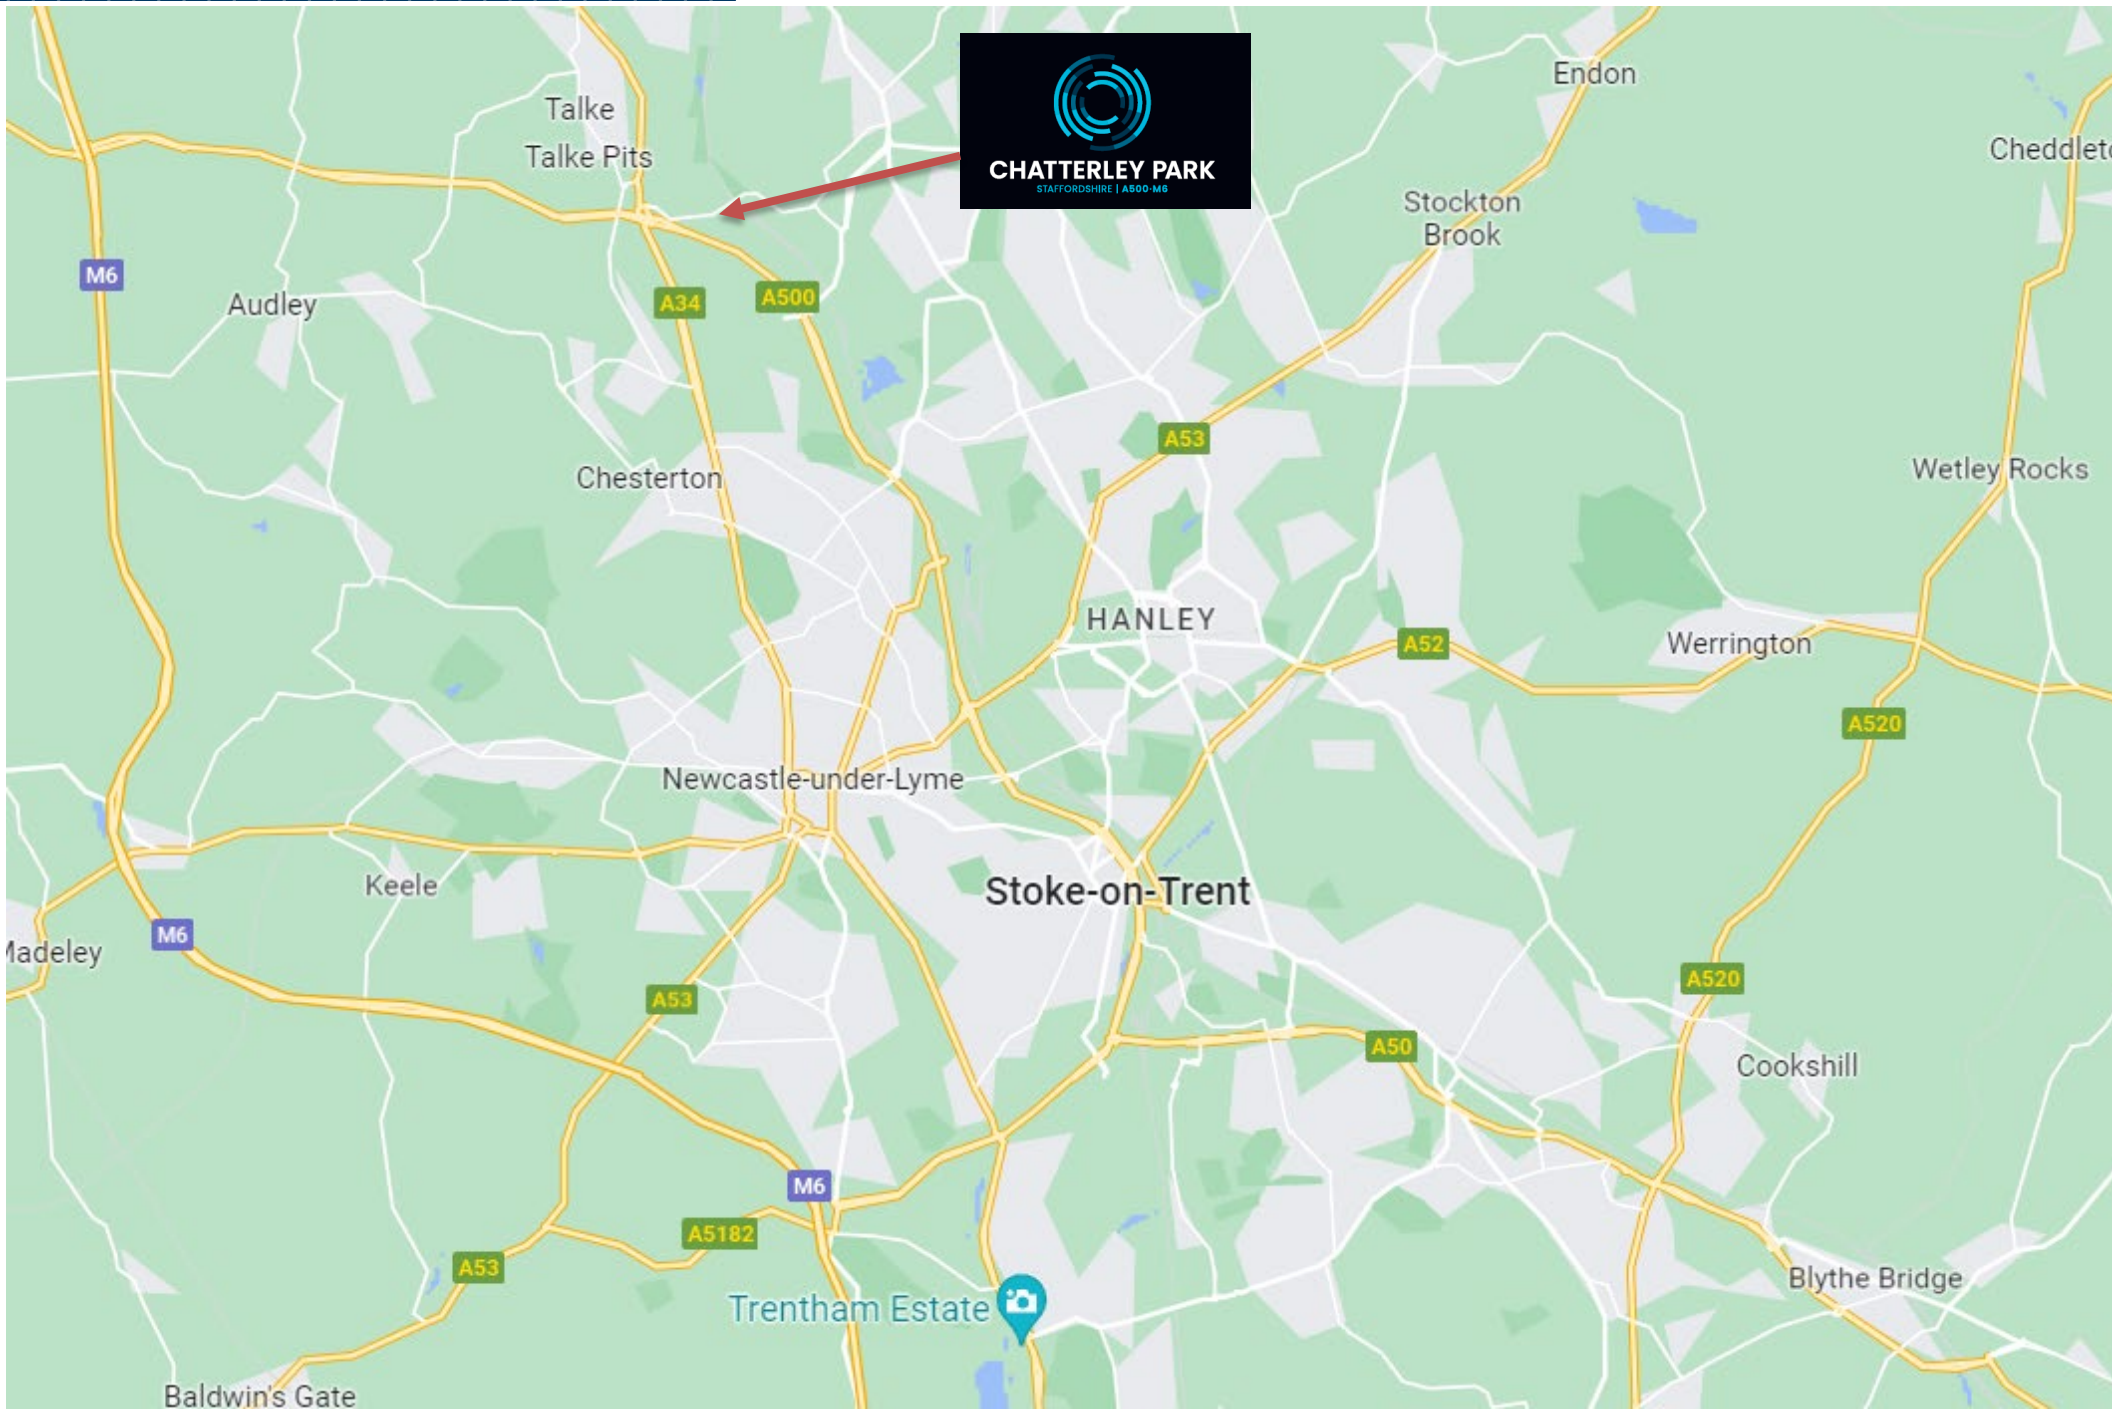 Endon
Talke
Talke Pits
Cheddlet
CHATTERLEY PARK
STAFFORDSHIRE | A500-M6
Stockton
Brook
M6
Audley
A34
A500
A53
Chesterton
Wetley Rocks
HANLEY
A52
Werrington
A520
Newcastle-under-Lyme
Keele
Stoke-on-Trent
M6
Madeley
A53
A520
A50
Cookshill
M6
A5182
A53
Blythe Bridge
Trentham Estate
Baldwin's Gate